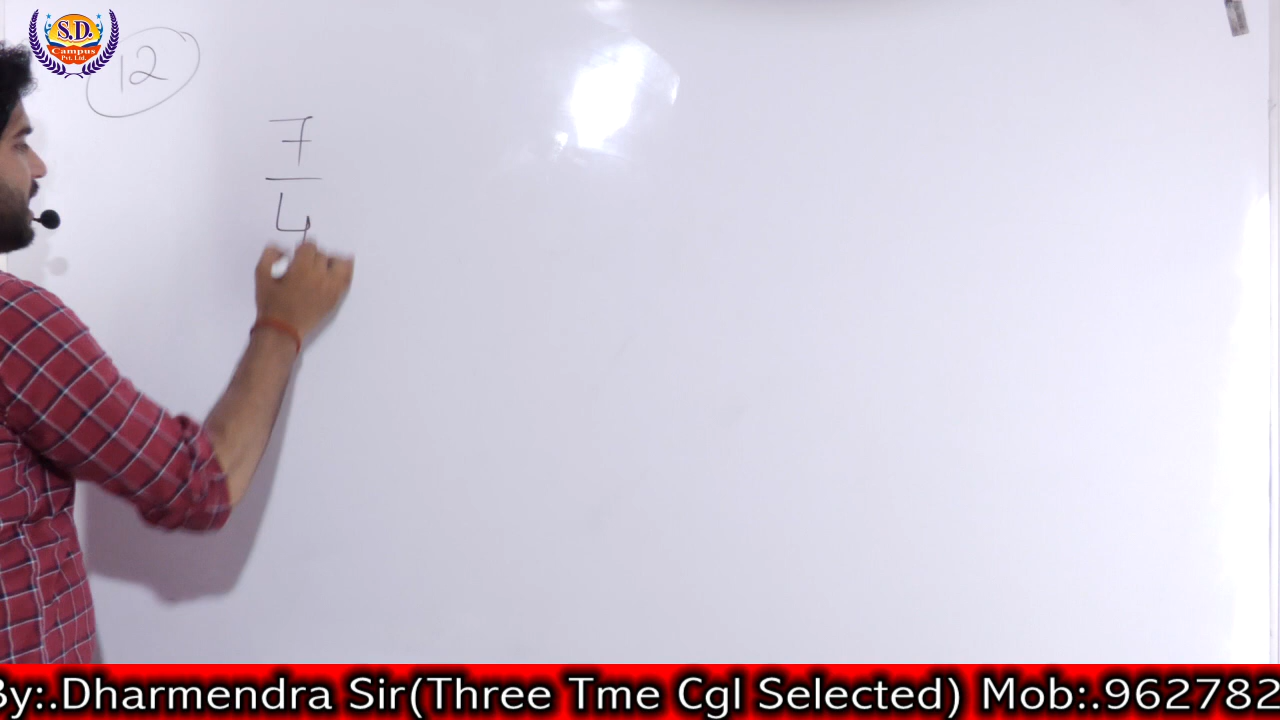 S.D.
Campus
Pvt. Ltd.
12
7
4
By:.Dharmendra Sir(Three Tme Cgl Selected) Mob:.962782